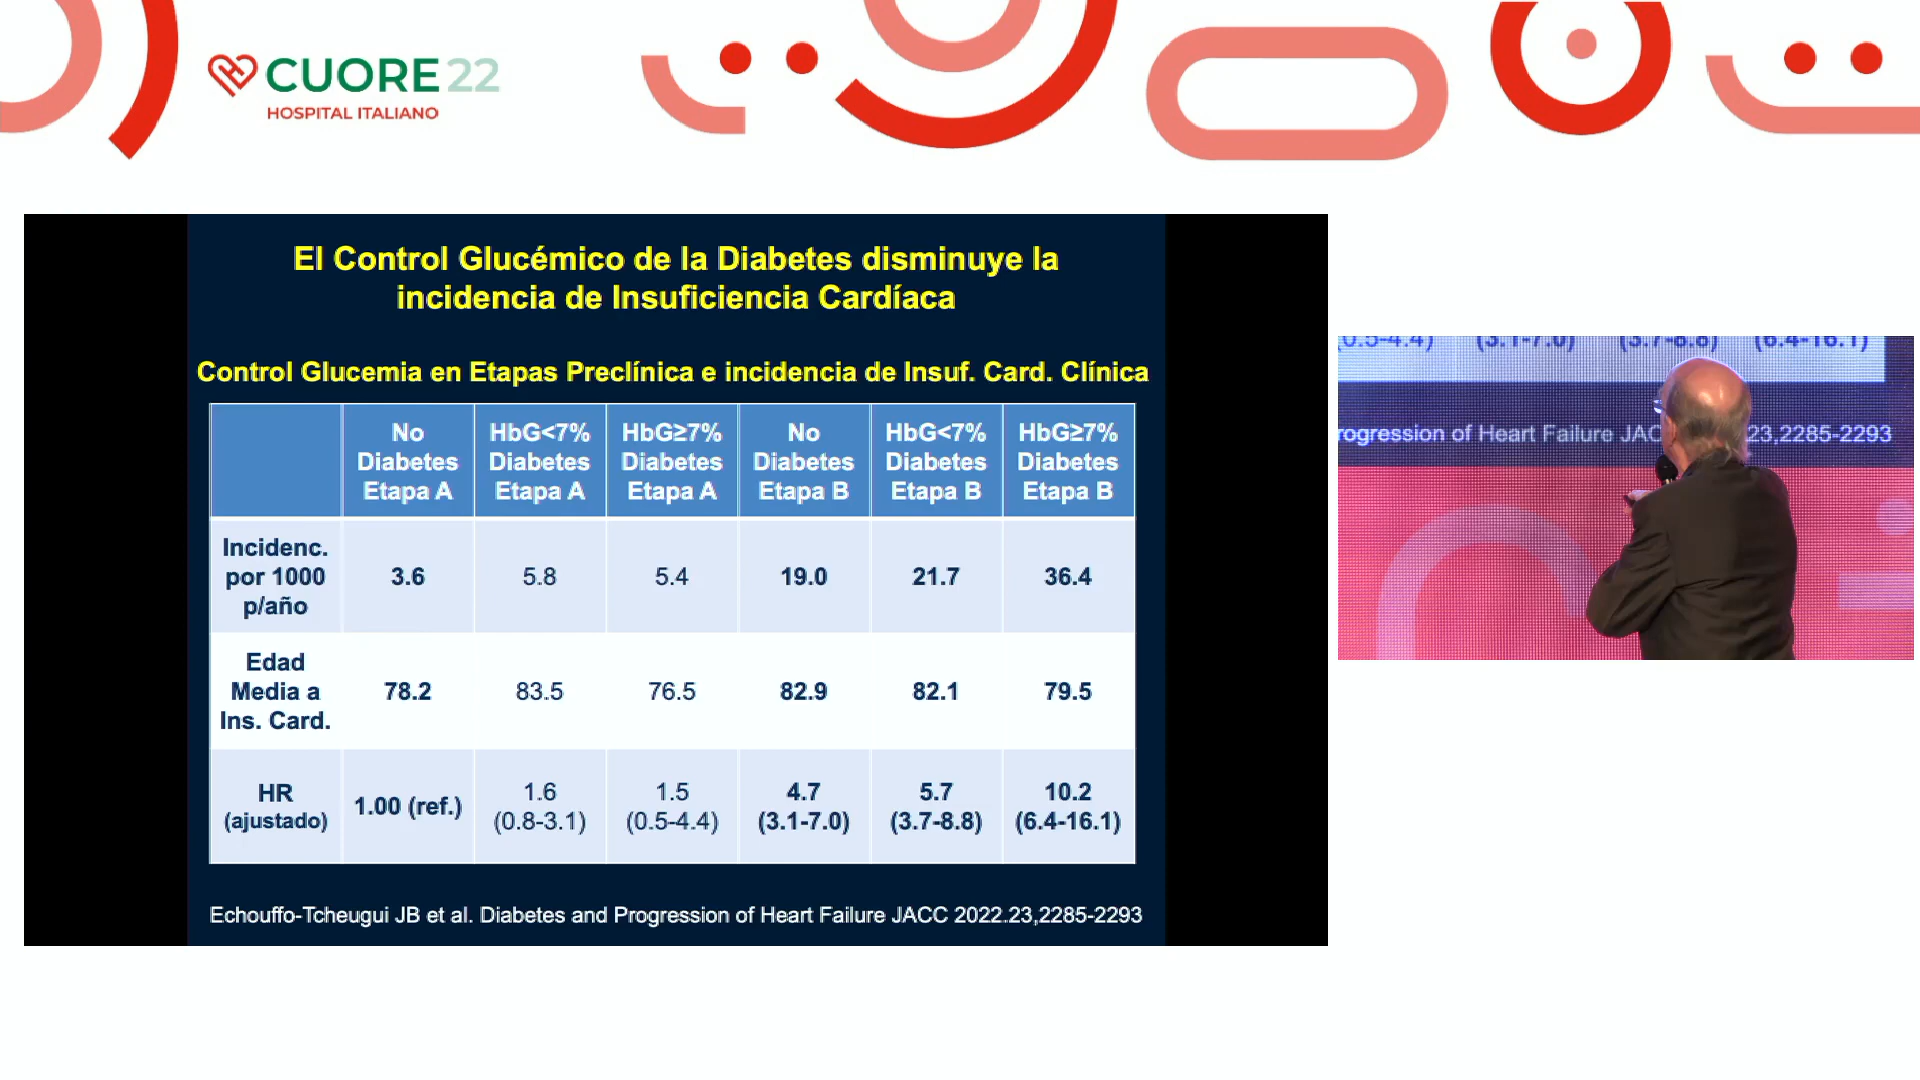 CUORE 22
HOSPITAL ITALIANO
El Control Glucémico de la Diabetes disminuye la
incidencia de Insuficiencia Cardíaca
Control Glucemia en Etapas Preclínica e incidencia de Insuf. Card. Clínica
No Diabetes Etapa A
HbG<7% Diabetes Etapa A
HbG≥7% Diabetes Etapa A
No Diabetes Etapa B
HbG<7% Diabetes Etapa B
HbG≥7% Diabetes Etapa B
Incidenc. por 1000 p/año
3.6
5.8
5.4
19.0
21.7
36.4
Edad Media a Ins. Card.
78.2
83.5
76.5
82.9
82.1
79.5
HR (ajustado)
1.00 (ref.)
1.6 (0.8-3.1)
1.5 (0.5-4.4)
4.7 (3.1-7.0)
5.7 (3.7-8.8)
10.2 (6.4-16.1)
Echouffo-Tcheugui JB et al. Diabetes and Progression of Heart Failure JACC 2022.23,2285-2293
(3.1-7.0) (3.7-8.8) (6.4-16.1)
of Heart Failure 23,2285-2293